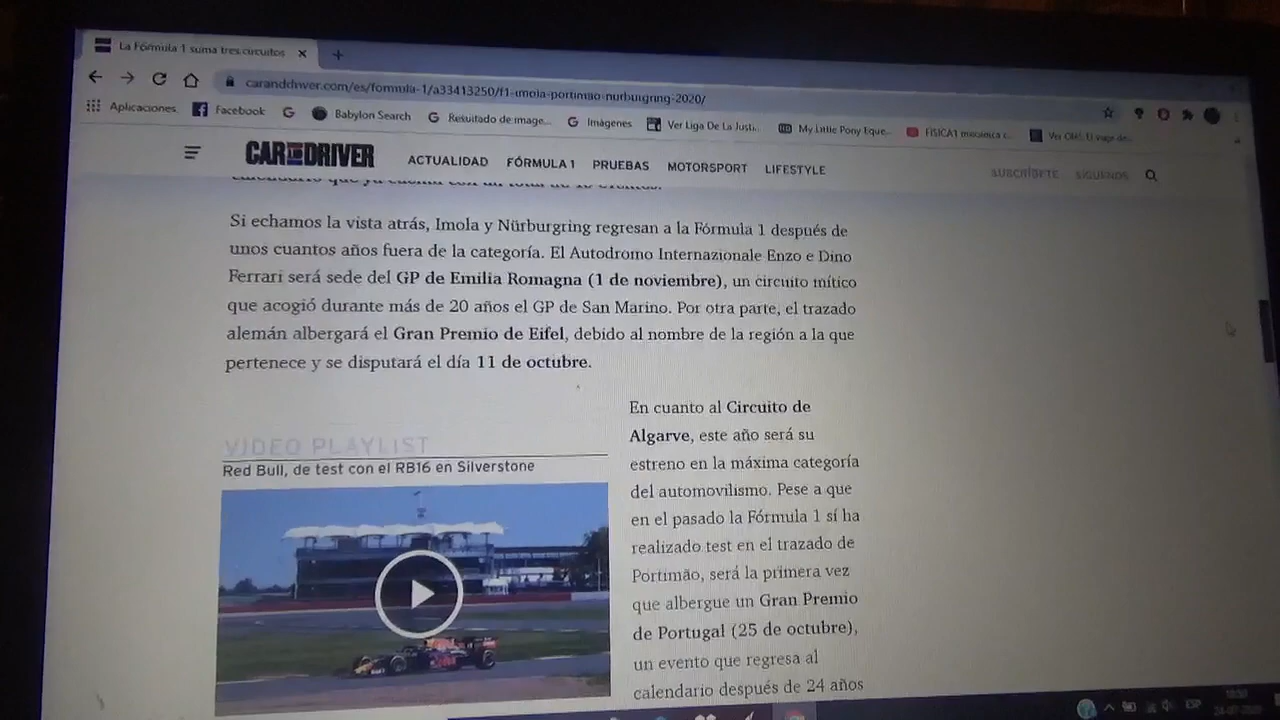 La Fórmula 1 suma tres circuitos
caranddriver.com/es/formula-1/a33413250/f1-imola-portimao-nurburgring-2020/
Aplicaciones
Facebook
Babylon Search
Resultado de image...
Imágenes
Ver Liga De La Justi...
My Little Pony Eque...
FISICA1 mecánica c...
CAR AND DRIVER
ACTUALIDAD FÓRMULA 1 PRUEBAS MOTORSPORT LIFESTYLE
SUBCRÍBETE SÍGUENOS
Si echamos la vista atrás, Imola y Nürburgring regresan a la Fórmula 1 después de
unos cuantos años fuera de la categoría. El Autodromo Internazionale Enzo e Dino
Ferrari será sede del GP de Emilia Romagna (1 de noviembre), un circuito mítico
que acogió durante más de 20 años el GP de San Marino. Por otra parte, el trazado
alemán albergará el Gran Premio de Eifel, debido al nombre de la región a la que
pertenece y se disputará el día 11 de octubre.
VIDEO PLAYLIST
Red Bull, de test con el RB16 en Silverstone
En cuanto al Circuito de
Algarve, este año será su
estreno en la máxima categoría
del automovilismo. Pese a que
en el pasado la Fórmula 1 sí ha
realizado test en el trazado de
Portimão, será la primera vez
que albergue un Gran Premio
de Portugal (25 de octubre),
un evento que regresa al
calendario después de 24 años
ESP